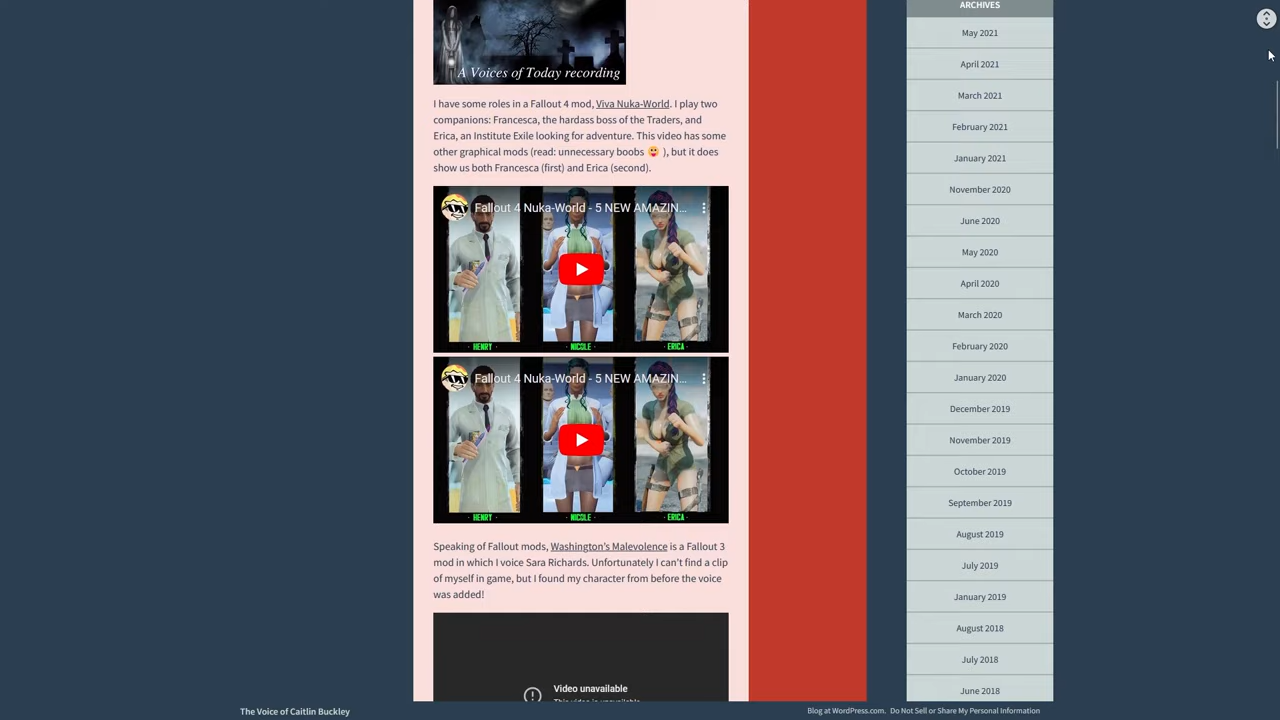 ARCHIVES
A Voices of Today recording
I have some roles in a Fallout 4 mod, Viva Nuka-World. I play two
companions: Francesca, the hardass boss of the Traders, and
Erica, an Institute Exile looking for adventure. This video has some
other graphical mods (read: unnecessary boobs 😛 ), but it does
show us both Francesca (first) and Erica (second).
Fallout 4 Nuka-World - 5 NEW AMAZIN...
· HENRY ·
· NICOLE ·
· ERICA ·
Fallout 4 Nuka-World - 5 NEW AMAZIN...
· HENRY ·
· NICOLE ·
· ERICA ·
Speaking of Fallout mods, Washington's Malevolence is a Fallout 3
mod in which I voice Sara Richards. Unfortunately I can't find a clip
of myself in game, but I found my character from before the voice
was added!
Video unavailable
This video is unavailable
May 2021
April 2021
March 2021
February 2021
January 2021
November 2020
June 2020
May 2020
April 2020
March 2020
February 2020
January 2020
December 2019
November 2019
October 2019
September 2019
August 2019
July 2019
January 2019
August 2018
July 2018
June 2018
The Voice of Caitlin Buckley
Blog at WordPress.com.
Do Not Sell or Share My Personal Information